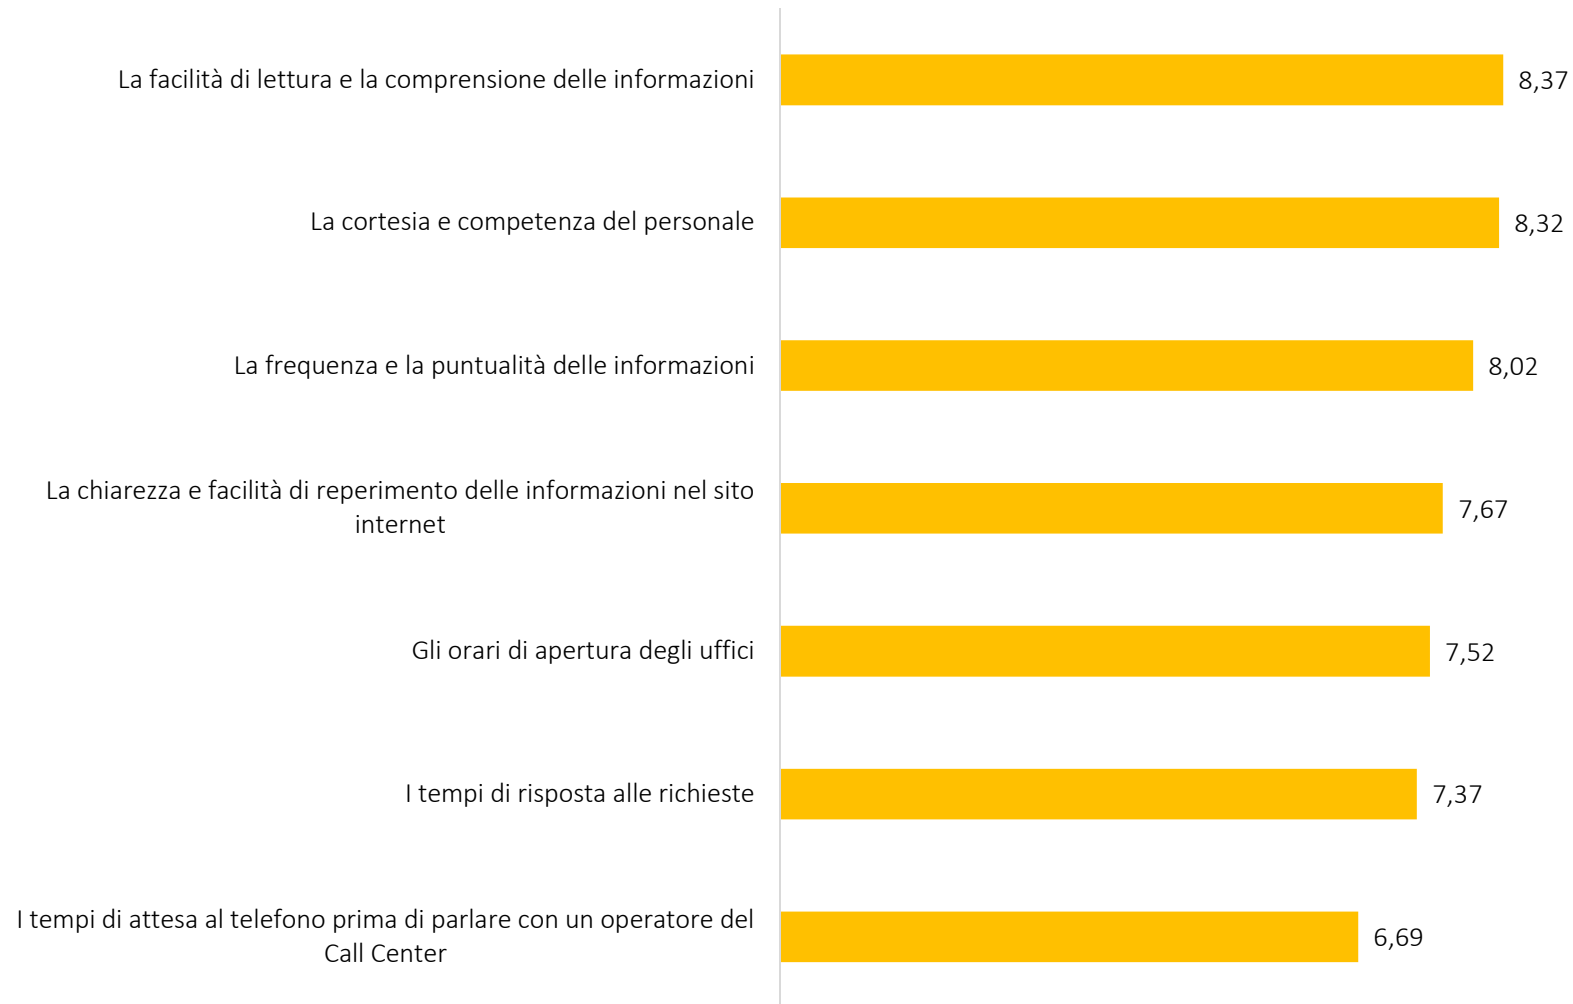 La facilità di lettura e la comprensione delle informazioni
8,37
La cortesia e competenza del personale
8,32
La frequenza e la puntualità delle informazioni
8,02
La chiarezza e facilità di reperimento delle informazioni nel sito
internet
7,67
Gli orari di apertura degli uffici
7,52
I tempi di risposta alle richieste
7,37
I tempi di attesa al telefono prima di parlare con un operatore del
Call Center
6,69